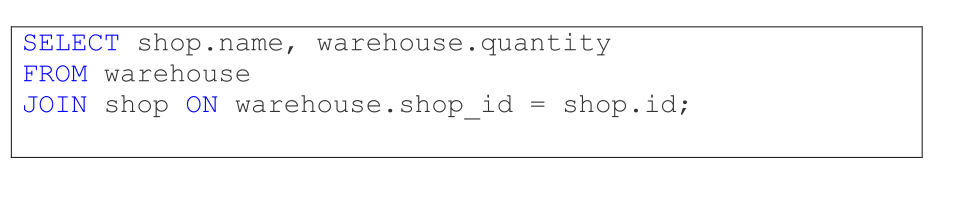 SELECT shop.name, warehouse.quantity
FROM warehouse
JOIN shop ON warehouse.shop_id = shop.id;